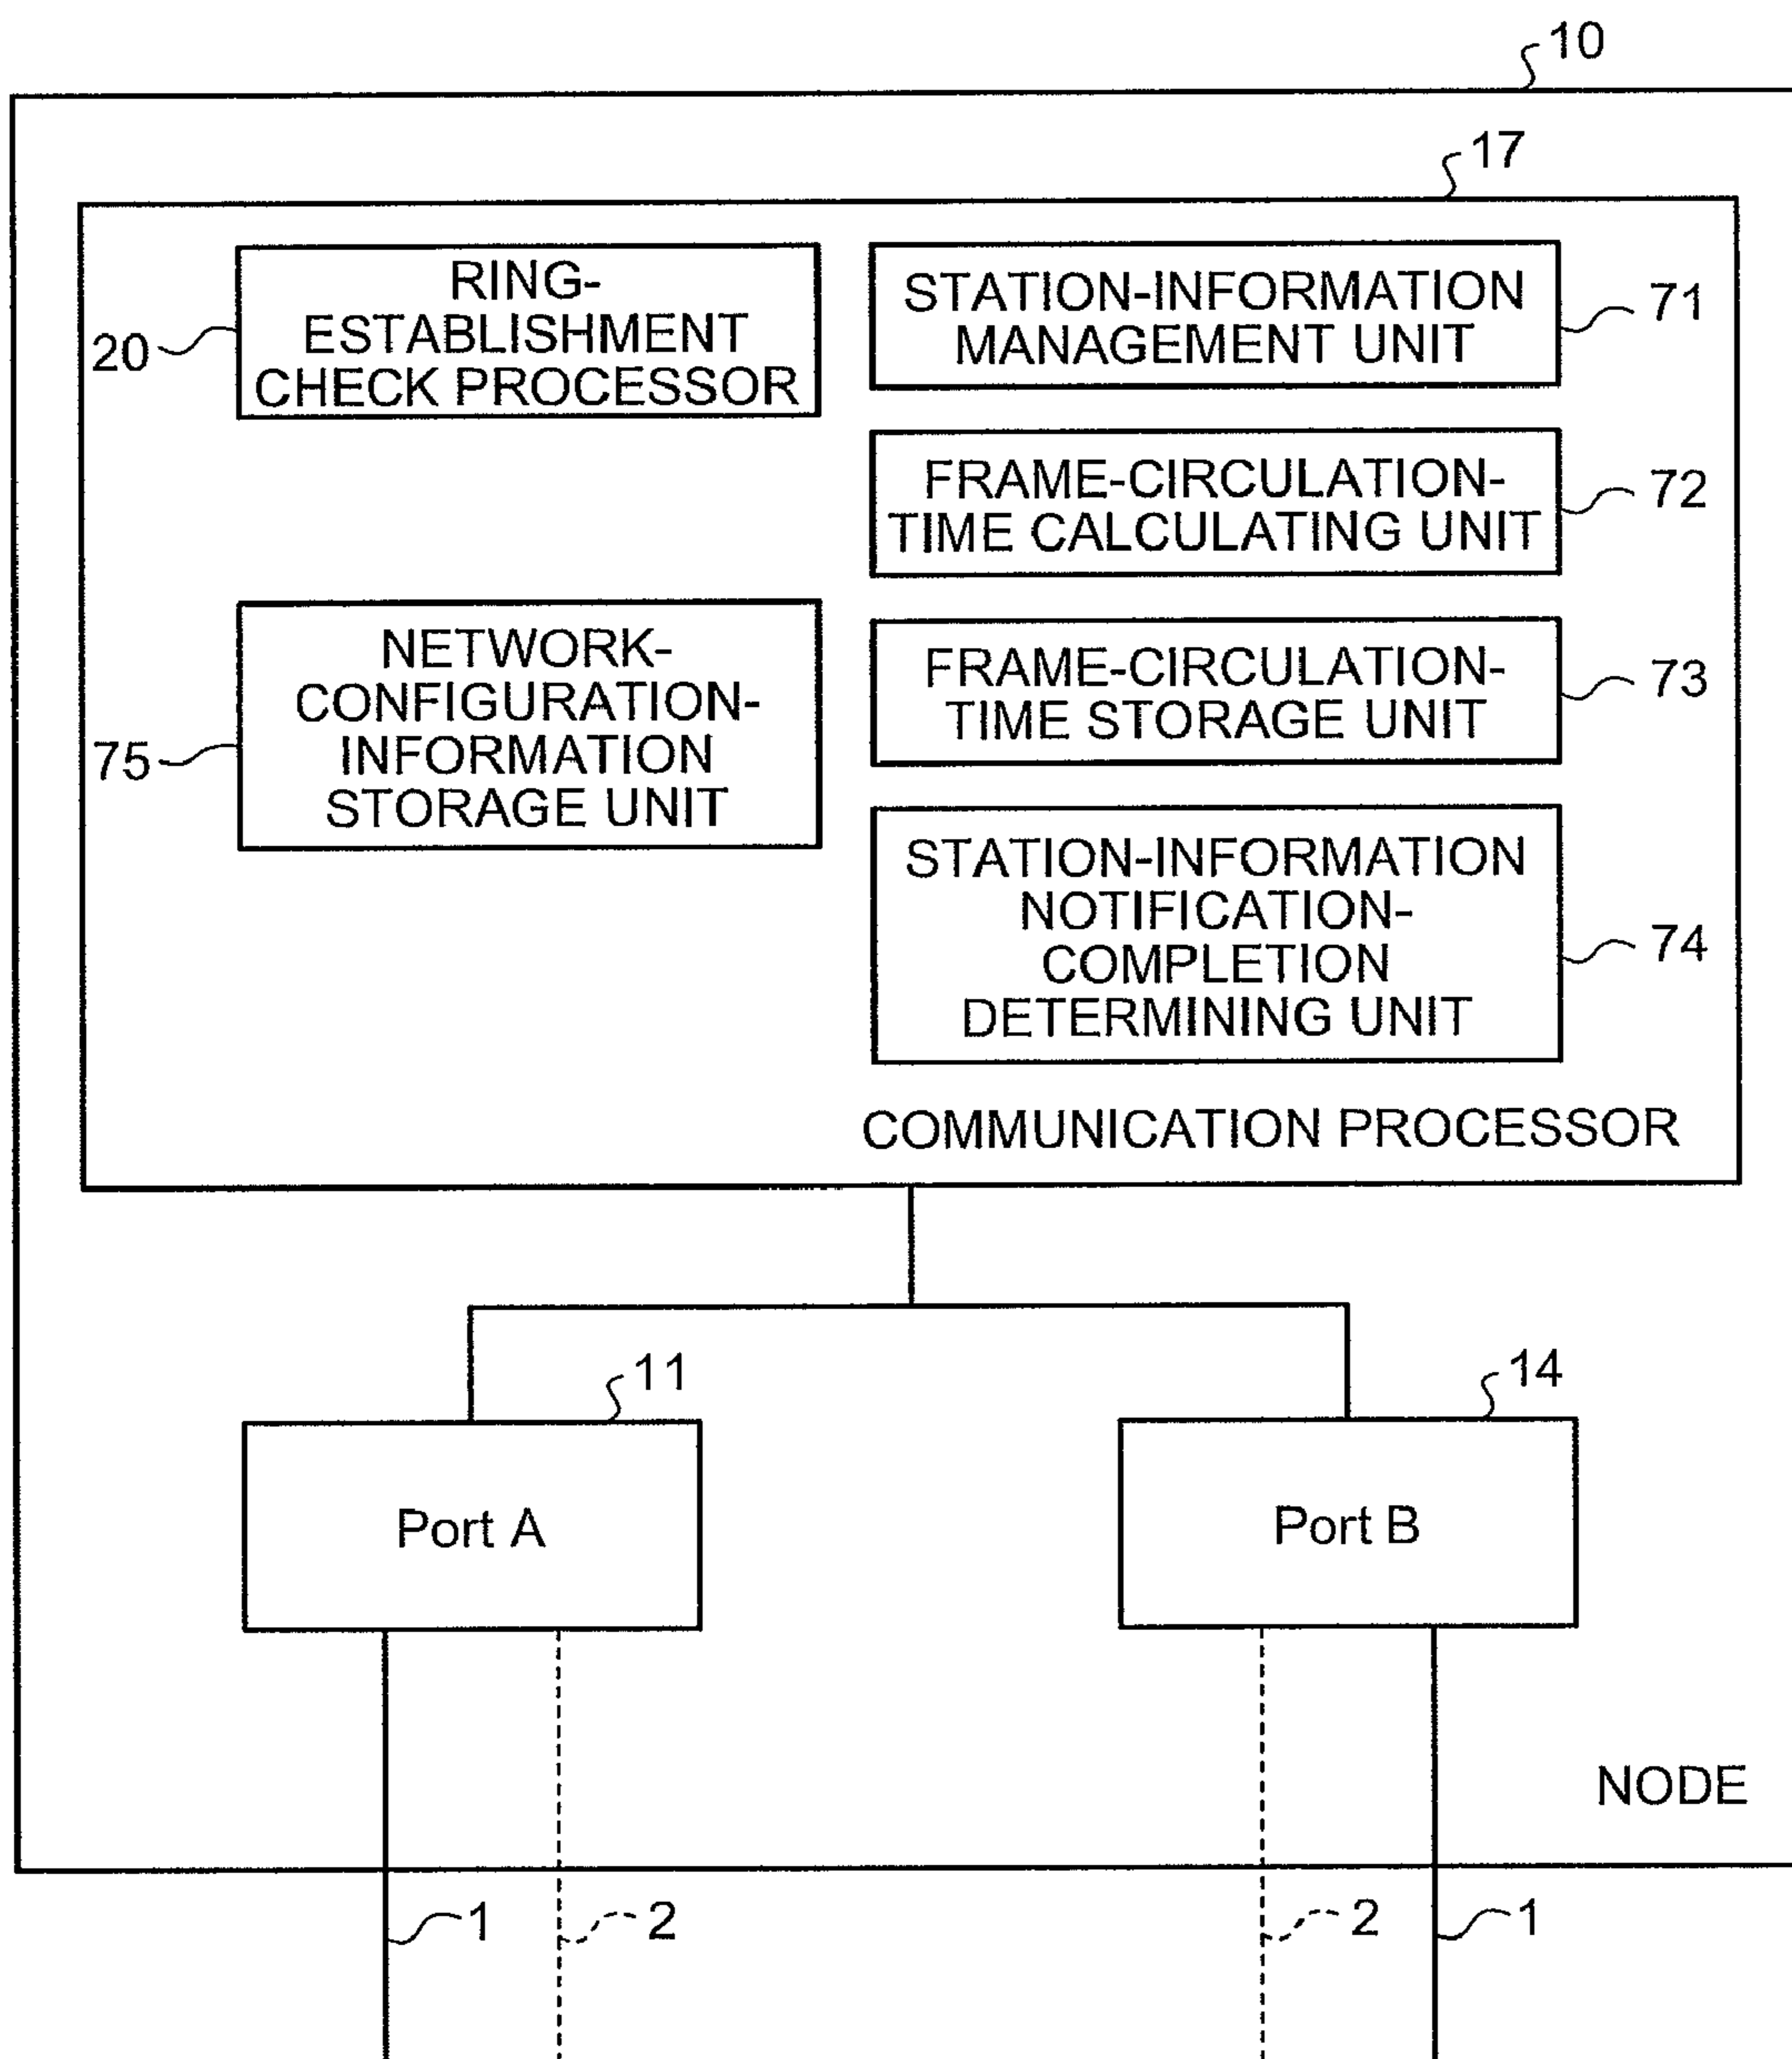 10
17
RING-
ESTABLISHMENT
CHECK PROCESSOR
20
STATION-INFORMATION
MANAGEMENT UNIT
71
FRAME-CIRCULATION-
TIME CALCULATING UNIT
72
NETWORK-
CONFIGURATION-
INFORMATION
STORAGE UNIT
75
FRAME-CIRCULATION-
TIME STORAGE UNIT
73
STATION-INFORMATION
NOTIFICATION-
COMPLETION
DETERMINING UNIT
74
COMMUNICATION PROCESSOR
11
14
Port A
Port B
NODE
1
2
2
1